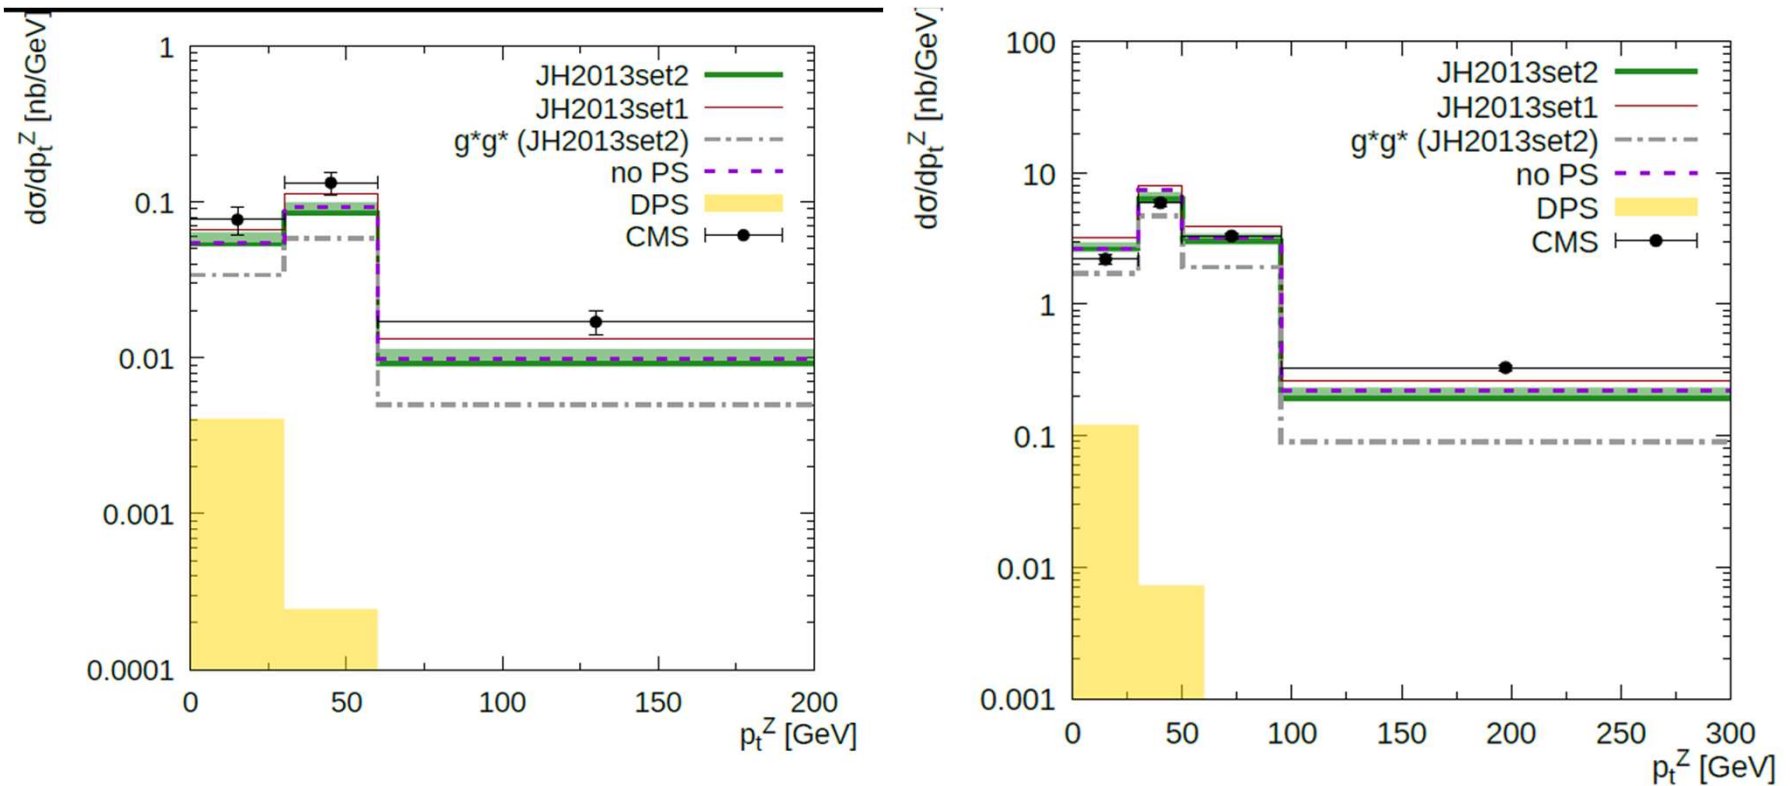 dσ/dp_t^Z [nb/GeV]
1
0.1
0.01
0.001
0.0001
JH2013set2
JH2013set1
g*g* (JH2013set2)
no PS
DPS
CMS
0 50 100 150 200
p_t^Z [GeV]
dσ/dp_t^Z [nb/GeV]
100
10
1
0.1
0.01
0.001
JH2013set2
JH2013set1
g*g* (JH2013set2)
no PS
DPS
CMS
0 50 100 150 200 250 300
p_t^Z [GeV]